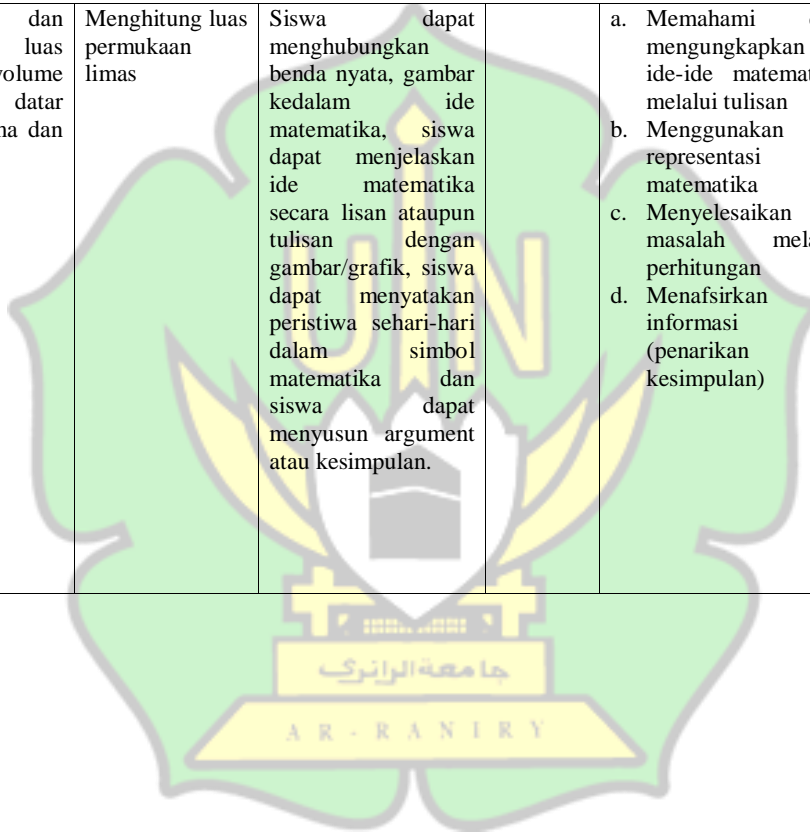 dan
luas
volume
datar
dan
Menghitung luas
permukaan
limas
Siswa dapat
menghubungkan
benda nyata, gambar
kedalam ide
matematika, siswa
dapat menjelaskan
ide matematika
secara lisan ataupun
tulisan dengan
gambar/grafik, siswa
dapat menyatakan
peristiwa sehari-hari
dalam simbol
matematika dan
siswa dapat
menyusun argument
atau kesimpulan.
a. Memahami
mengungkapkan
ide-ide
melalui tulisan
b. Menggunakan
representasi
matematika
c. Menyelesaikan
masalah
perhitungan
d. Menafsirkan
informasi
(penarikan
kesimpulan)
UIN
جامعة الرانري
AR-RANIRY